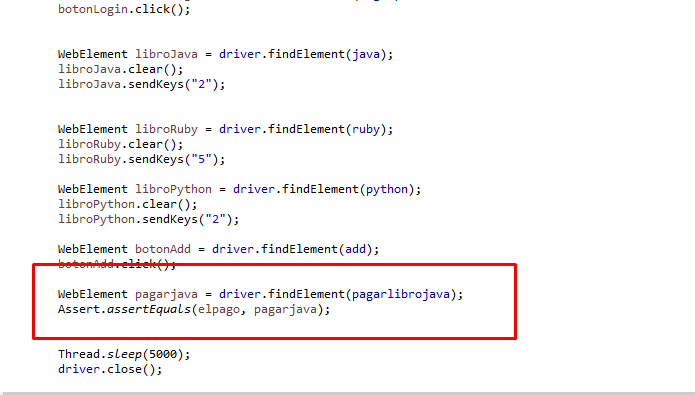 botonLogin.click();
WebElement libroJava = driver.findElement(java);
libroJava.clear();
libroJava.sendKeys("2");
WebElement libroRuby = driver.findElement(ruby);
libroRuby.clear();
libroRuby.sendKeys("5");
WebElement libroPython = driver.findElement(python);
libroPython.clear();
libroPython.sendKeys("2");
WebElement botonAdd = driver.findElement(add);
botonAdd.click();
WebElement pagarjava = driver.findElement(pagarlibrojava);
Assert.assertEquals(elpago, pagarjava);
Thread.sleep(5000);
driver.close();